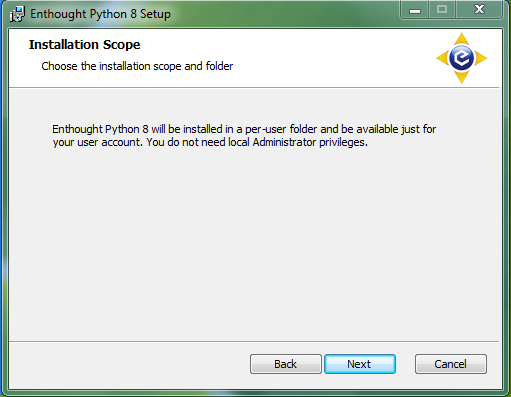 Enthought Python 8 Setup
Installation Scope
Choose the installation scope and folder
Enthought Python 8 will be installed in a per-user folder and be available just for
your user account. You do not need local Administrator privileges.
Back
Next
Cancel